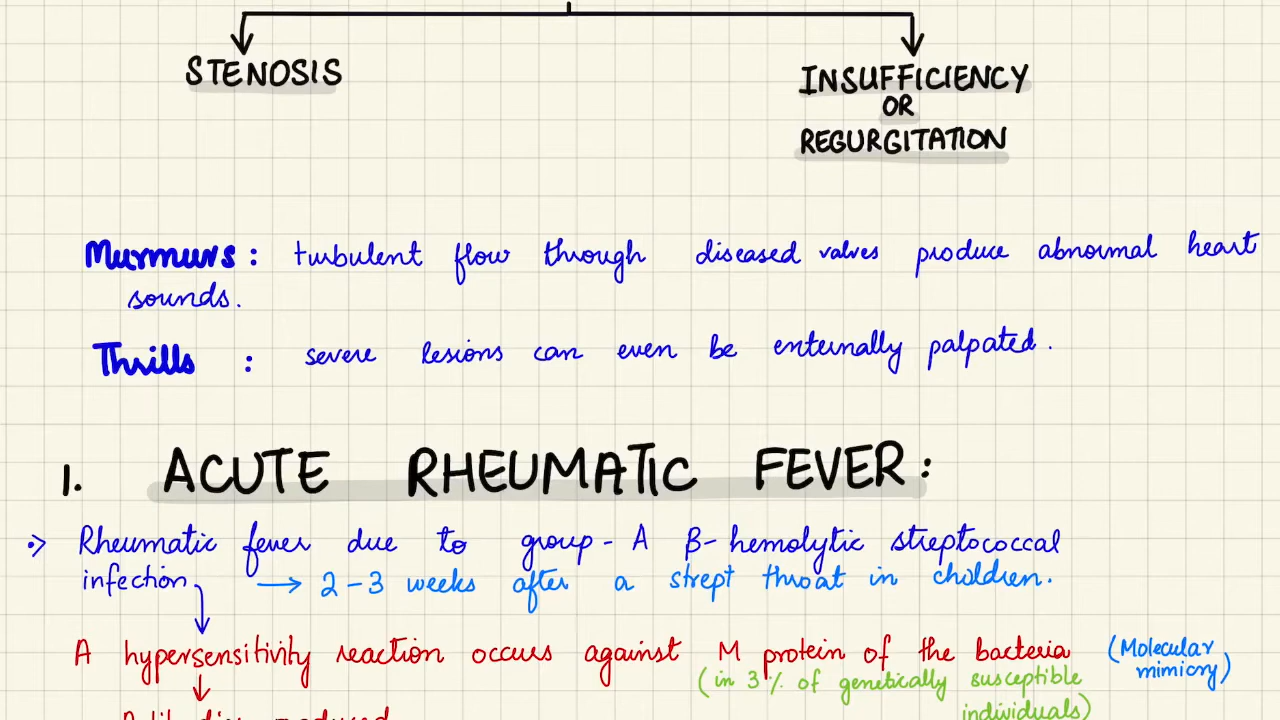 STENOSIS
INSUFFICIENCY
OR
REGURGITATION
Murmurs : turbulent flow through diseased valves produce abnormal heart
sounds.
Thrills : severe lesions can even be enternally palpated.
1. ACUTE RHEUMATIC FEVER:
Rheumatic fever due to group - A β- hemolytic streptococcal
infection → 2-3 weeks after a strept throat in choldren.
A hypersensitivity reaction occurs against M protein of the bacteria (Molecular
mimicry)
(in 3% of genetically susceptible
individuals)